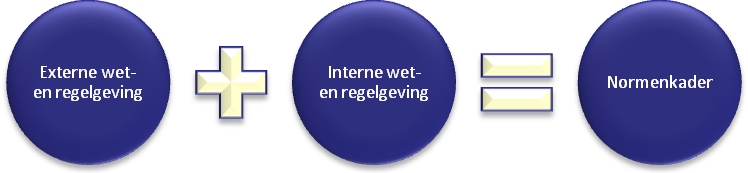 Externe wet-
en regelgeving
Interne wet-
en regelgeving
Normenkader